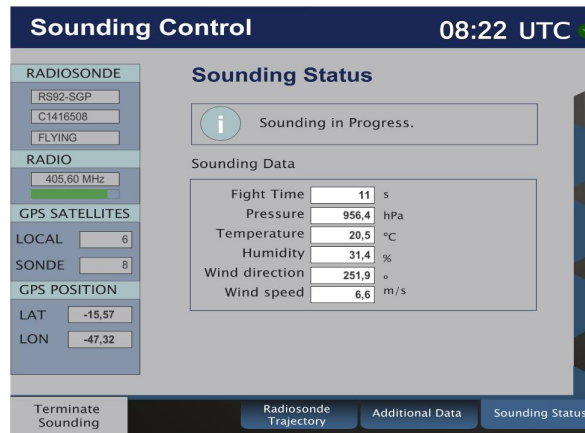 Sounding Control
08:22 UTC
RADIOSONDE
RS92-SGP
C1416508
FLYING
RADIO
405,60 MHz
GPS SATELLITES
LOCAL 6
SONDE 8
GPS POSITION
LAT -15,57
LON -47,32
Sounding Status
i Sounding in Progress.
Sounding Data
Fight Time 11 s
Pressure 956,4 hPa
Temperature 20,5 ºC
Humidity 31,4 %
Wind direction 251,9 º
Wind speed 6,6 m/s
Terminate
Sounding
Radiosonde
Trajectory
Additional Data
Sounding Status